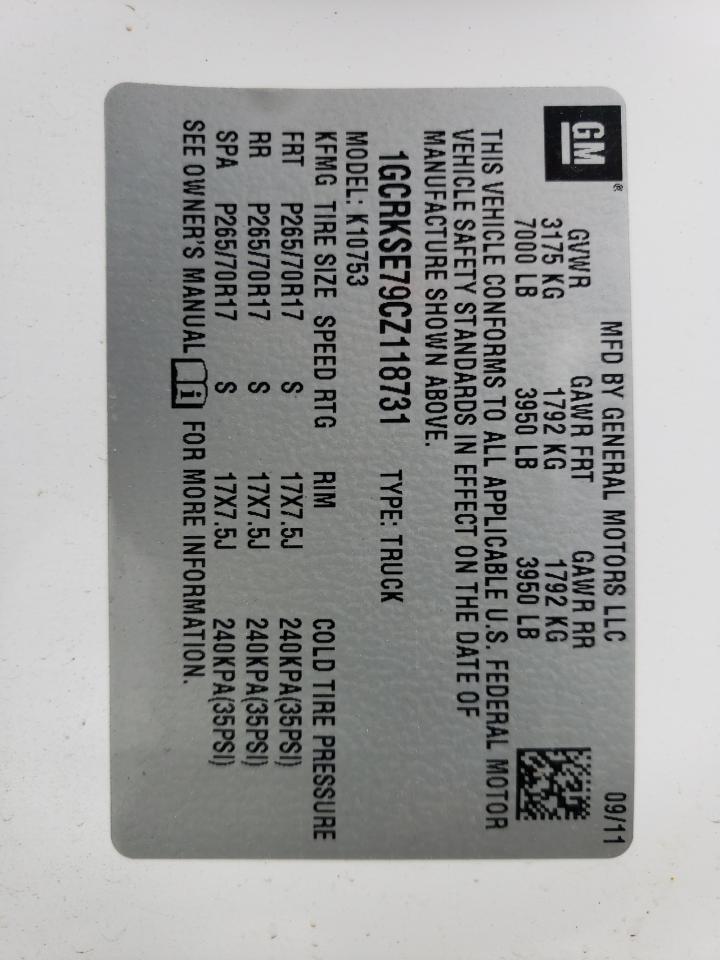 MFD BY GENERAL MOTORS LLC 09/11
GM ®
GVWR GAWR FRT GAWR RR
3175 KG 1792 KG 1792 KG
7000 LB 3950 LB 3950 LB
THIS VEHICLE CONFORMS TO ALL APPLICABLE U.S. FEDERAL MOTOR
VEHICLE SAFETY STANDARDS IN EFFECT ON THE DATE OF
MANUFACTURE SHOWN ABOVE.
1GCRKSE79CZ118731 TYPE: TRUCK
MODEL: K10753
KFMG TIRE SIZE SPEED RTG RIM COLD TIRE PRESSURE
FRT P265/70R17 S 17X7.5J 240KPA(35PSI)
RR P265/70R17 S 17X7.5J 240KPA(35PSI)
SPA P265/70R17 S 17X7.5J 240KPA(35PSI)
SEE OWNER'S MANUAL i FOR MORE INFORMATION.